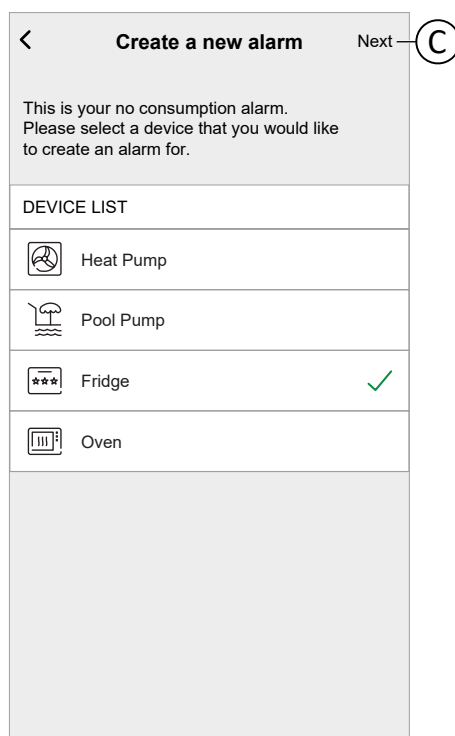 Create a new alarm Next C
This is your no consumption alarm.
Please select a device that you would like
to create an alarm for.
DEVICE LIST
Heat Pump
Pool Pump
Fridge
Oven